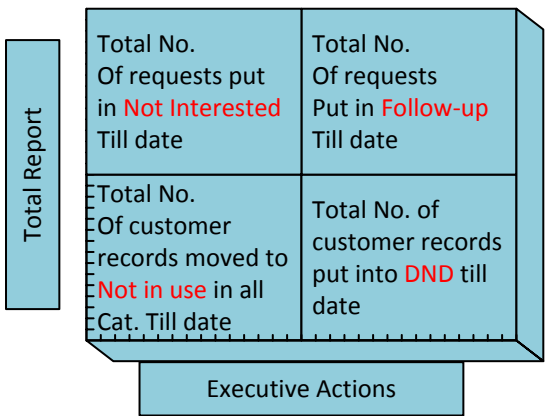 Total Report
Total No.
Of requests put
in Not Interested
Till date
Total No.
Of requests
Put in Follow-up
Till date
Total No.
Of customer
records moved to
Not in use in all
Cat. Till date
Total No. of
customer records
put into DND till
date
Executive Actions